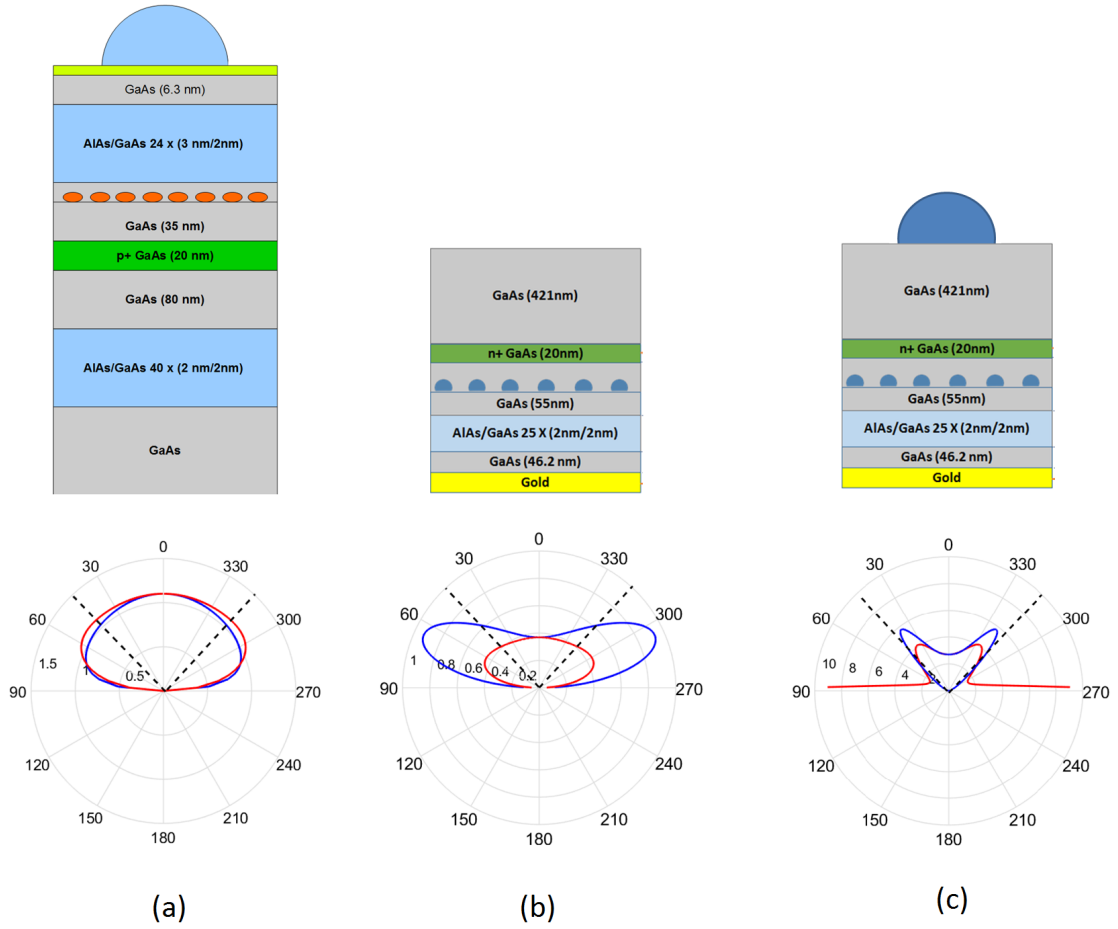 GaAs (6.3 nm)
AlAs/GaAs 24 x (3 nm/2nm)
GaAs (35 nm)
p+ GaAs (20 nm)
GaAs (80 nm)
AlAs/GaAs 40 x (2 nm/2nm)
GaAs
GaAs (421nm)
n+ GaAs (20nm)
GaAs (55nm)
AlAs/GaAs 25 X (2nm/2nm)
GaAs (46.2 nm)
Gold
GaAs (421nm)
n+ GaAs (20nm)
GaAs (55nm)
AlAs/GaAs 25 X (2nm/2nm)
GaAs (46.2 nm)
Gold
0
30 330
60 300
1.5 1 0.5
90 270
120 240
150 210
180
0
30 330
60 300
1 0.8 0.6 0.4 0.2
90 270
120 240
150 210
180
0
30 330
60 300
10 8 6 4
90 270
120 240
150 210
180
(a) (b) (c)